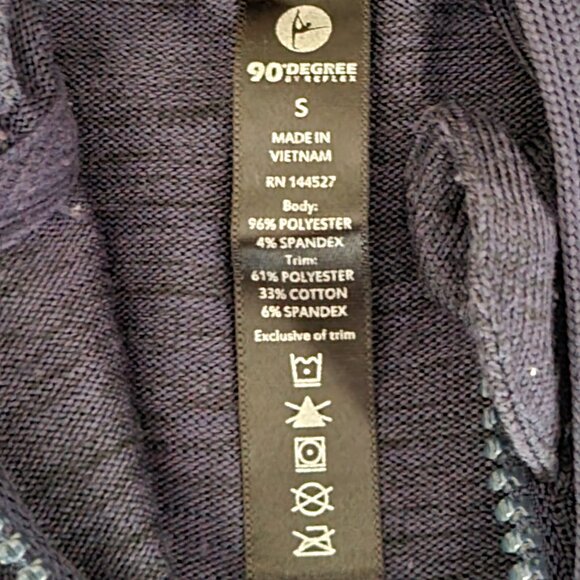 90°DEGREE
BY REFLEX
S
MADE IN
VIETNAM
RN 144527
Body:
96% POLYESTER
4% SPANDEX
Trim:
61% POLYESTER
33% COTTON
6% SPANDEX
Exclusive of trim